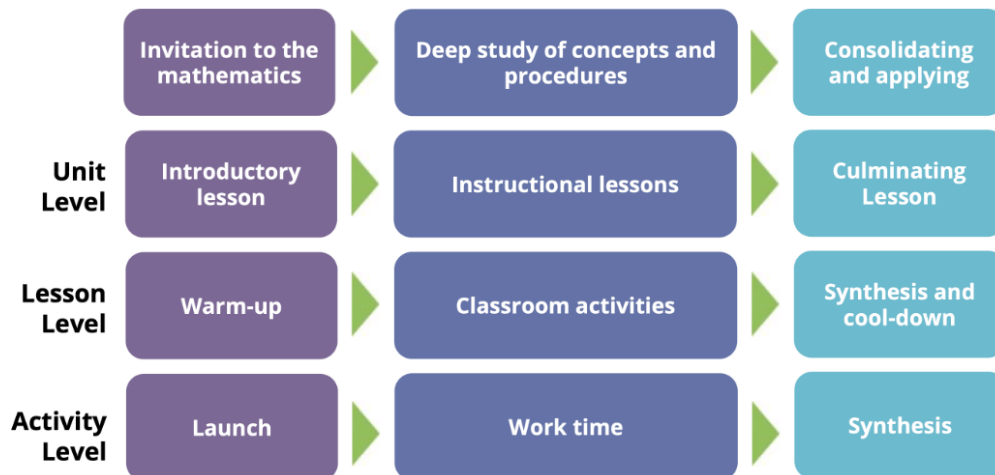 Invitation to the
mathematics
Deep study of concepts and
procedures
Consolidating
and applying
Unit
Level
Introductory
lesson
Instructional lessons
Culminating
Lesson
Lesson
Level
Warm-up
Classroom activities
Synthesis and
cool-down
Activity
Level
Launch
Work time
Synthesis